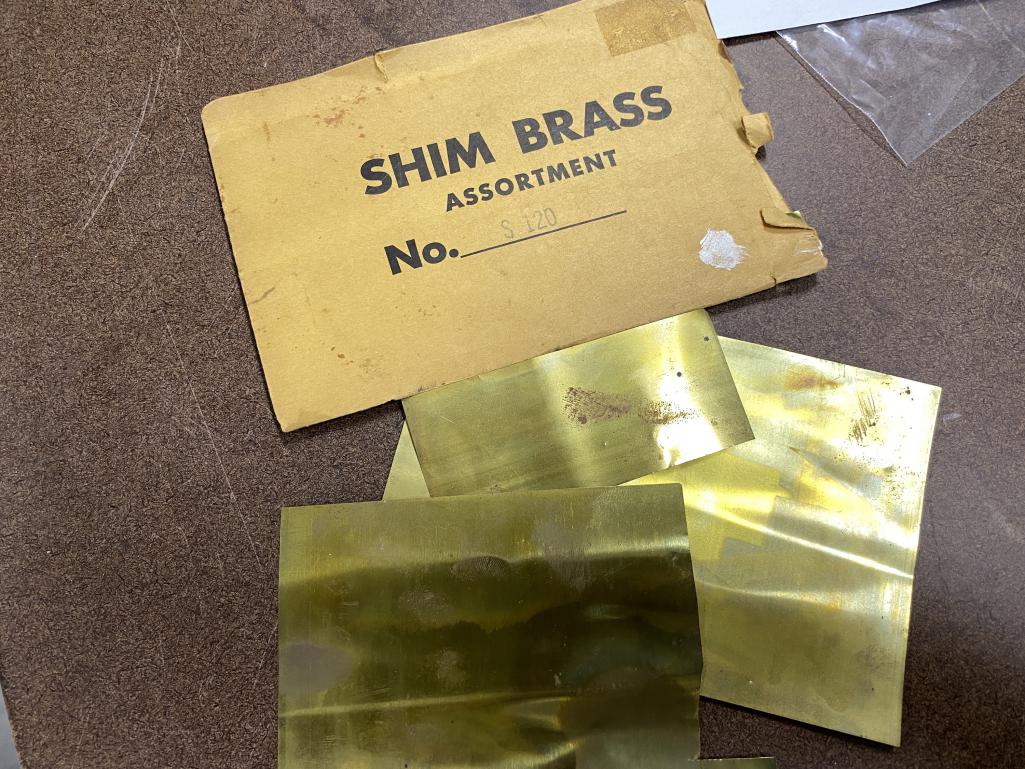 SHIM BRASS
ASSORTMENT
No. S 120